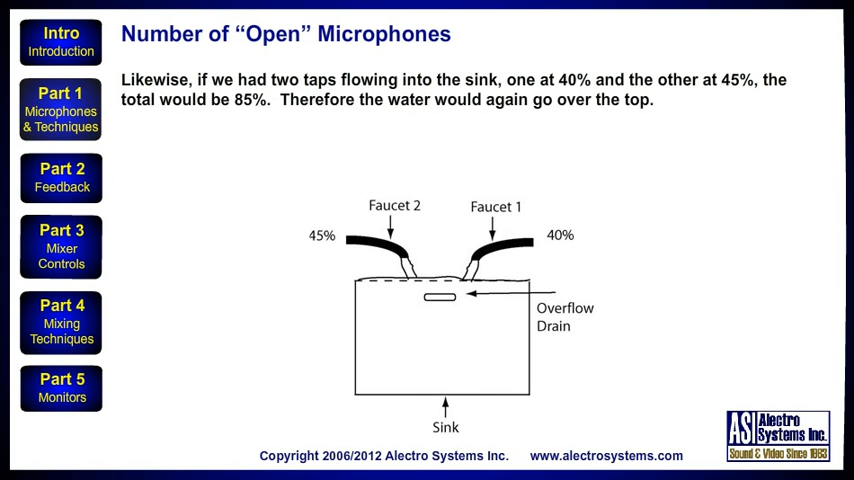 Intro
Introduction
Part 1
Microphones
& Techniques
Part 2
Feedback
Part 3
Mixer
Controls
Part 4
Mixing
Techniques
Part 5
Monitors
Number of “Open” Microphones
Likewise, if we had two taps flowing into the sink, one at 40% and the other at 45%, the
total would be 85%.  Therefore the water would again go over the top.
Faucet 2
Faucet 1
45%
40%
Overflow
Drain
Sink
ASI Alectro
Systems Inc.
Sound & Video Since 1983
Copyright 2006/2012 Alectro Systems Inc. www.alectrosystems.com